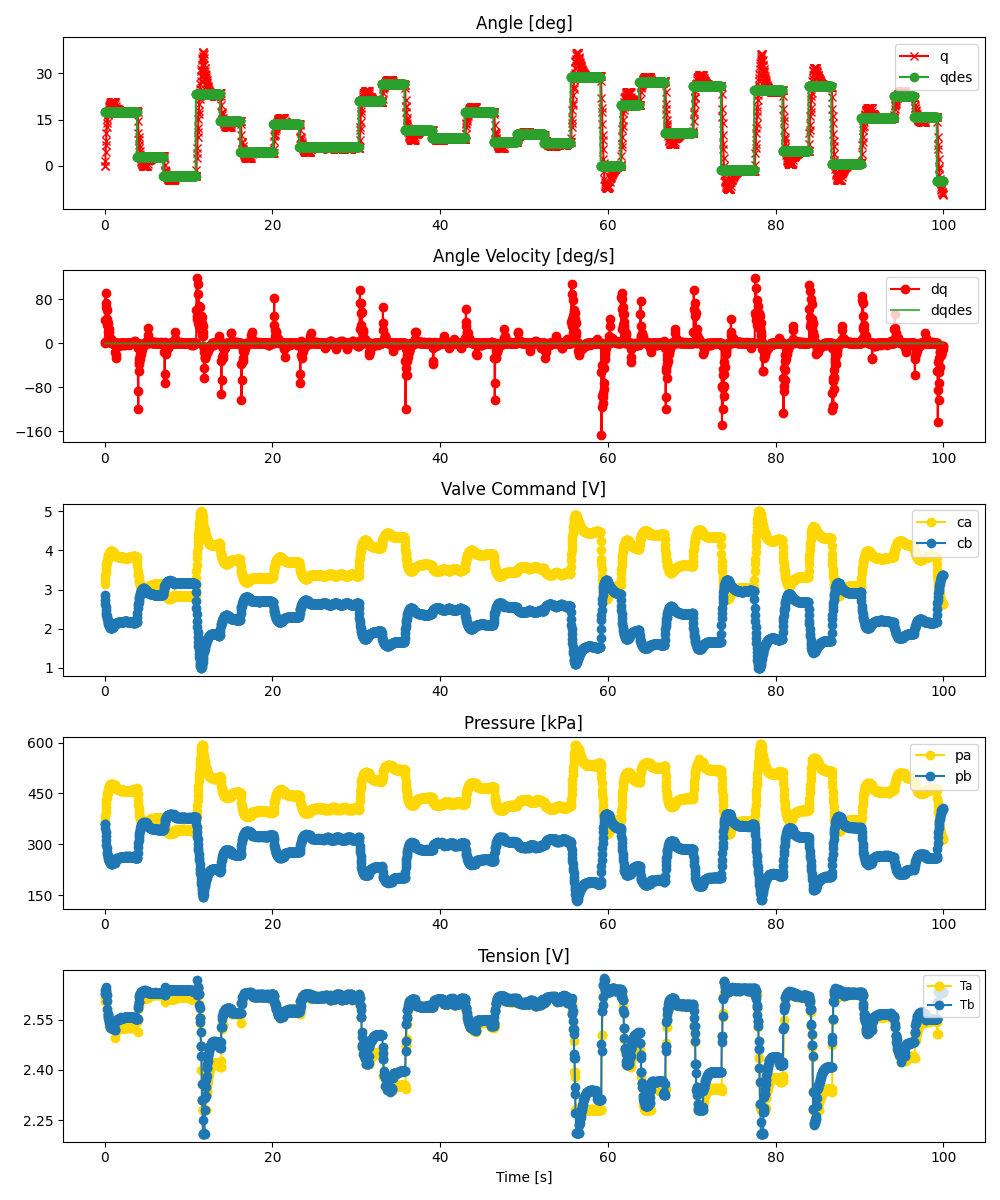 Angle [deg]
30
15
0
q
qdes
0 20 40 60 80 100
Angle Velocity [deg/s]
80
0
−80
−160
dq
dqdes
0 20 40 60 80 100
Valve Command [V]
5
4
3
2
1
ca
cb
0 20 40 60 80 100
Pressure [kPa]
600
450
300
150
pa
pb
0 20 40 60 80 100
Tension [V]
2.55
2.40
2.25
Ta
Tb
0 20 40 60 80 100
Time [s]